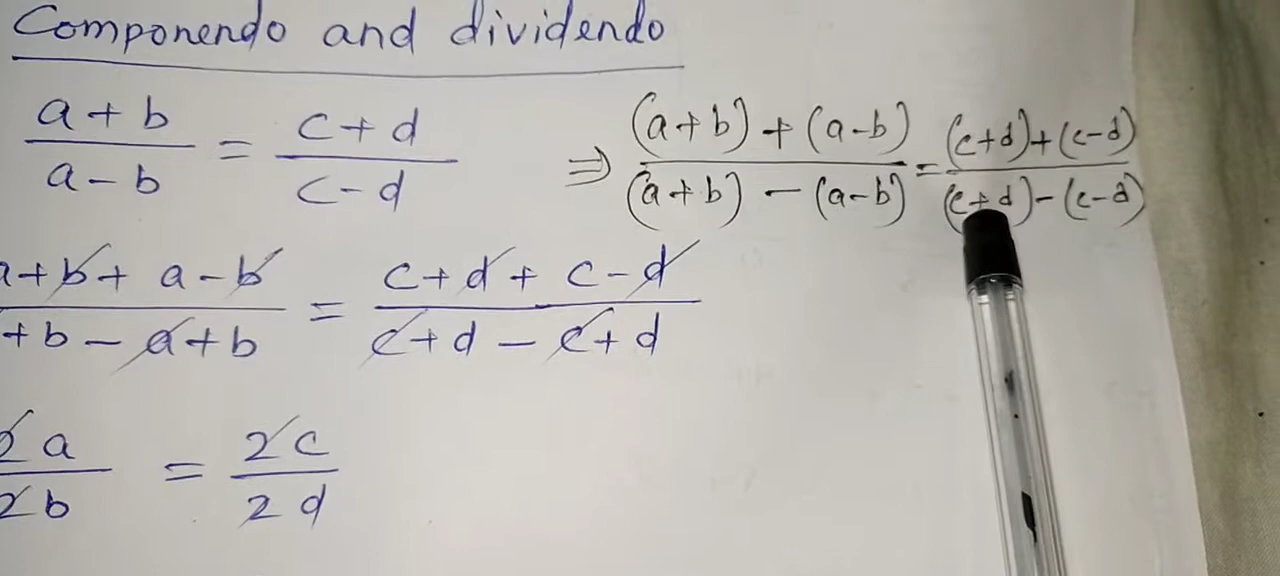 Componendo and dividendo
a+b / a-b = c+d / c-d ⇒ (a+b)+(a-b) / (a+b)-(a-b) = (c+d)+(c-d) / (c+d)-(c-d)
a+b+a-b / +b-a+b = c+d+c-d / c+d-c+d
2a / 2b = 2c / 2d